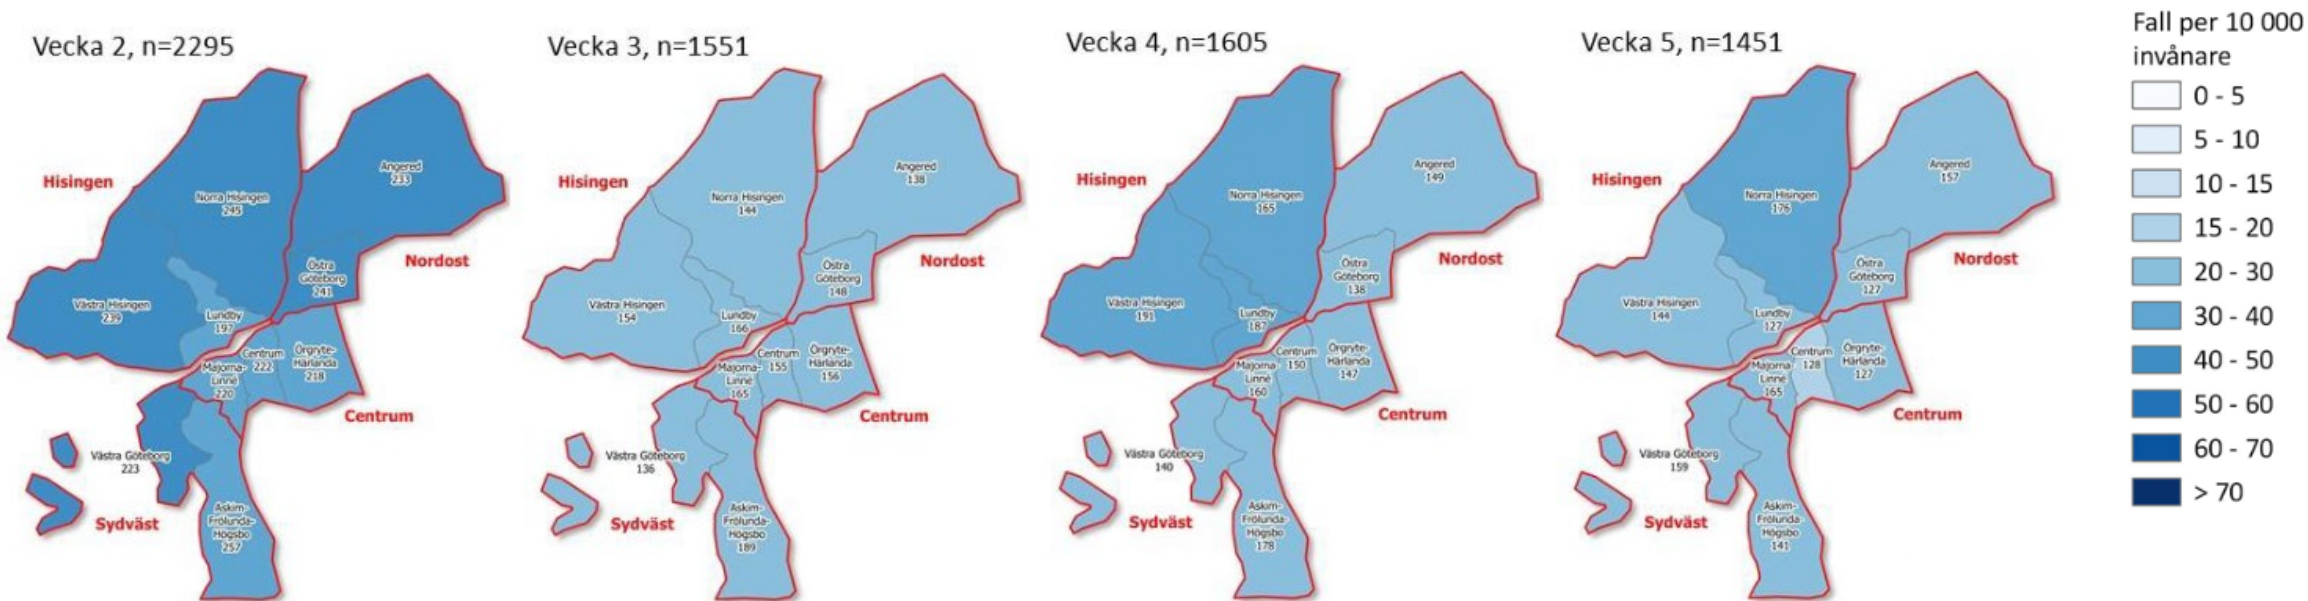 Vecka 2, n=2295
Hisingen
Norra Hisingen
245
Angered
233
Nordost
Östra
Göteborg
241
Västra Hisingen
239
Lundby
197
Centrum
222
Örgryte-
Härlanda
218
Majorna-
Linné
220
Centrum
Västra Göteborg
223
Sydväst
Askim-
Frölunda-
Högsbo
257
Vecka 3, n=1551
Hisingen
Norra Hisingen
144
Angered
138
Nordost
Östra
Göteborg
148
Västra Hisingen
154
Lundby
166
Centrum
155
Örgryte-
Härlanda
156
Majorna-
Linné
165
Centrum
Västra Göteborg
136
Sydväst
Askim-
Frölunda-
Högsbo
189
Vecka 4, n=1605
Hisingen
Norra Hisingen
165
Angered
149
Nordost
Östra
Göteborg
138
Västra Hisingen
191
Lundby
187
Centrum
150
Örgryte-
Härlanda
147
Majorna-
Linné
160
Centrum
Västra Göteborg
140
Sydväst
Askim-
Frölunda-
Högsbo
178
Vecka 5, n=1451
Hisingen
Norra Hisingen
176
Angered
157
Nordost
Östra
Göteborg
127
Västra Hisingen
144
Lundby
127
Centrum
128
Örgryte-
Härlanda
127
Majorna-
Linné
165
Centrum
Västra Göteborg
159
Sydväst
Askim-
Frölunda-
Högsbo
141
Fall per 10 000
invånare
0 - 5
5 - 10
10 - 15
15 - 20
20 - 30
30 - 40
40 - 50
50 - 60
60 - 70
> 70